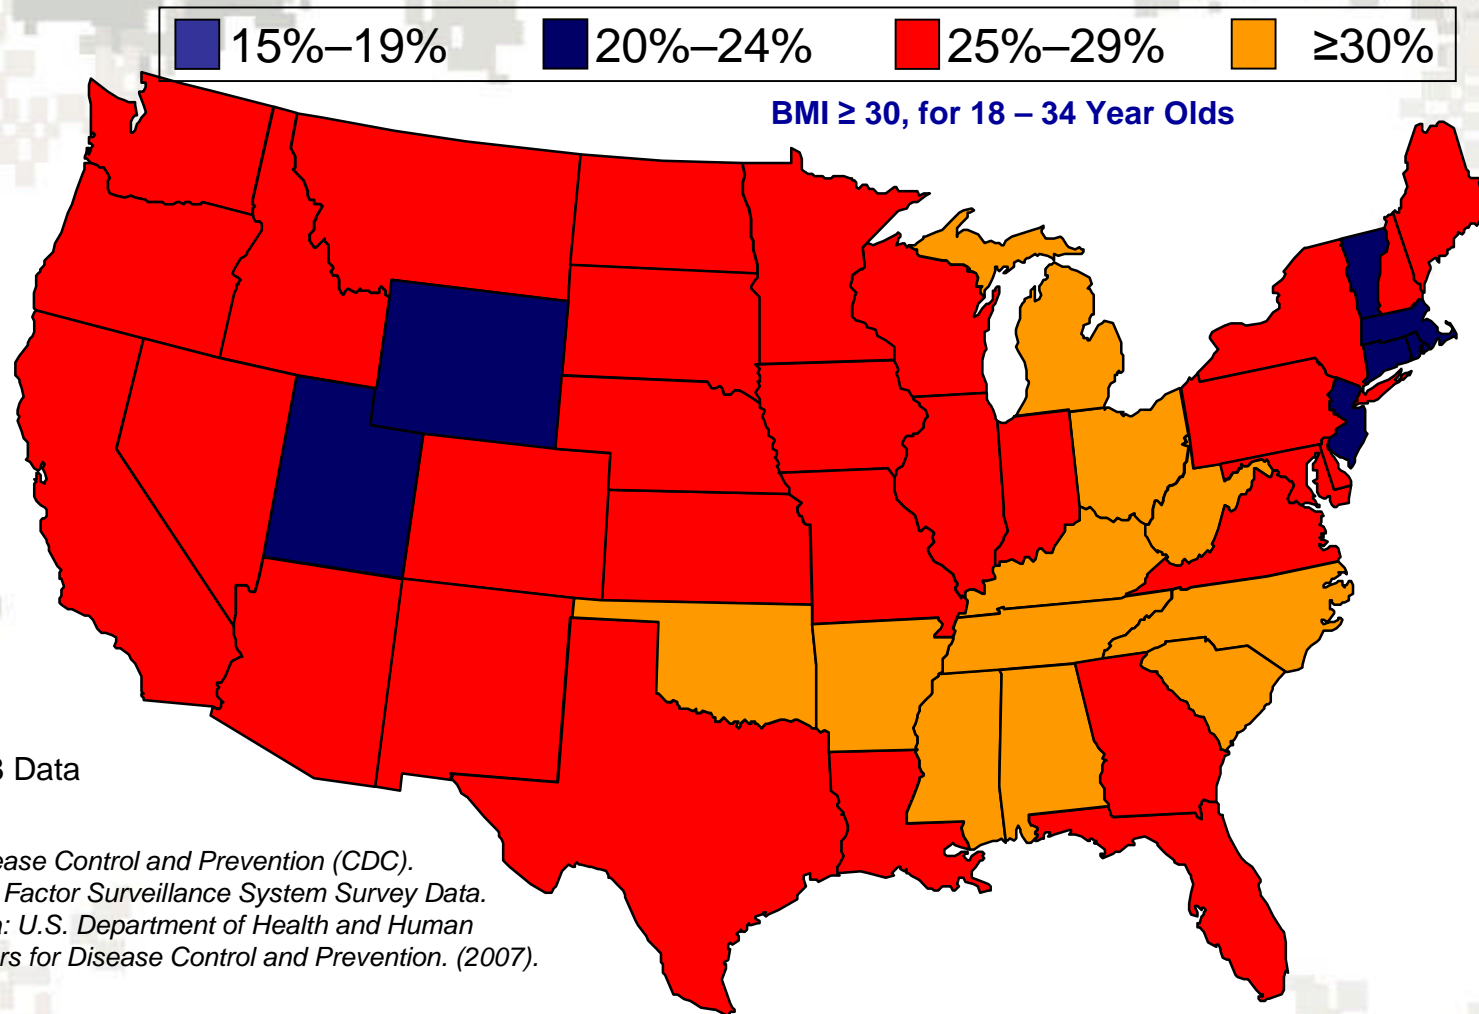 15%–19% 20%–24% 25%–29% ≥30%
BMI ≥ 30, for 18 – 34 Year Olds
Data
ease Control and Prevention (CDC).
Factor Surveillance System Survey Data.
: U.S. Department of Health and Human
rs for Disease Control and Prevention. (2007).